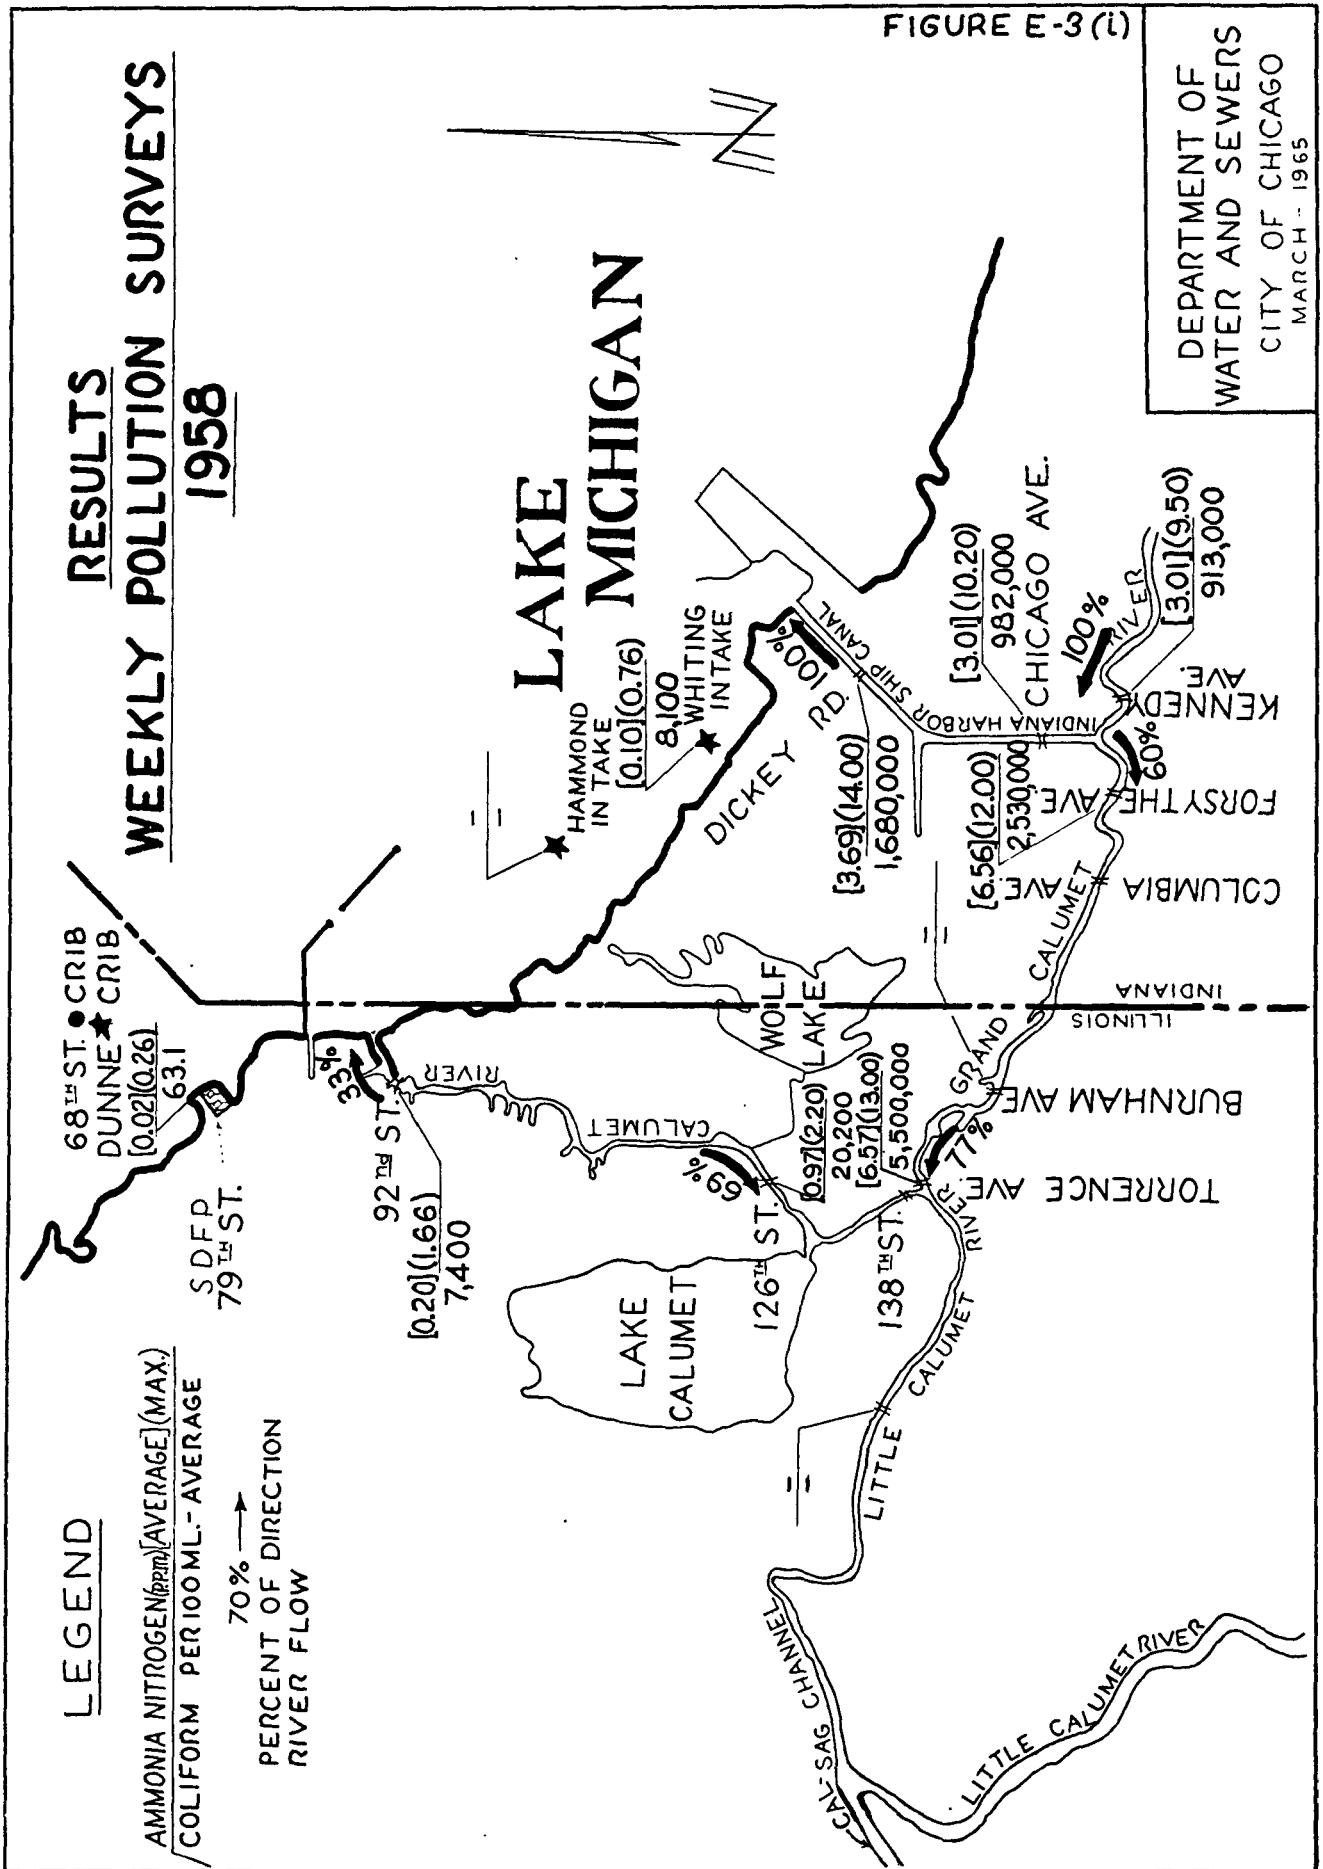 FIGURE E-3(i)
RESULTS
WEEKLY POLLUTION SURVEYS
1958
LEGEND
AMMONIA NITROGEN(ppm)[AVERAGE](MAX.)
COLIFORM PER 100 ML.- AVERAGE
70%
PERCENT OF DIRECTION
RIVER FLOW
68TH ST. CRIB
DUNNE CRIB
[0.02](0.26)
63.1
SDFP
79TH ST.
33%
92nd ST.
[0.20](1.66)
7,400
CALUMET RIVER
LAKE
MICHIGAN
HAMMOND
INTAKE
[0.10](0.76)
8,100
WHITING
INTAKE
LAKE
CALUMET
69%
126TH ST.
[0.97](2.20)
20,200
[6.57](13.00)
5,500,000
138TH ST.
WOLF
LAKE
DICKEY RD.
100%
INDIANA HARBOR SHIP CANAL
[3.69](14.00)
1,680,000
[3.01](10.20)
982,000
CHICAGO AVE.
[6.56](12.00)
2,530,000
100%
RIVER
60%
[3.01](9.50)
913,000
77%
GRAND CALUMET
LITTLE CALUMET RIVER
CAL-SAG CHANNEL
LITTLE CALUMET RIVER
TORRENCE AVE.
BURNHAM AVE
ILLINOIS
INDIANA
COLUMBIA AVE.
FORSYTHE AVE.
KENNEDY AVE.
DEPARTMENT OF
WATER AND SEWERS
CITY OF CHICAGO
MARCH - 1965